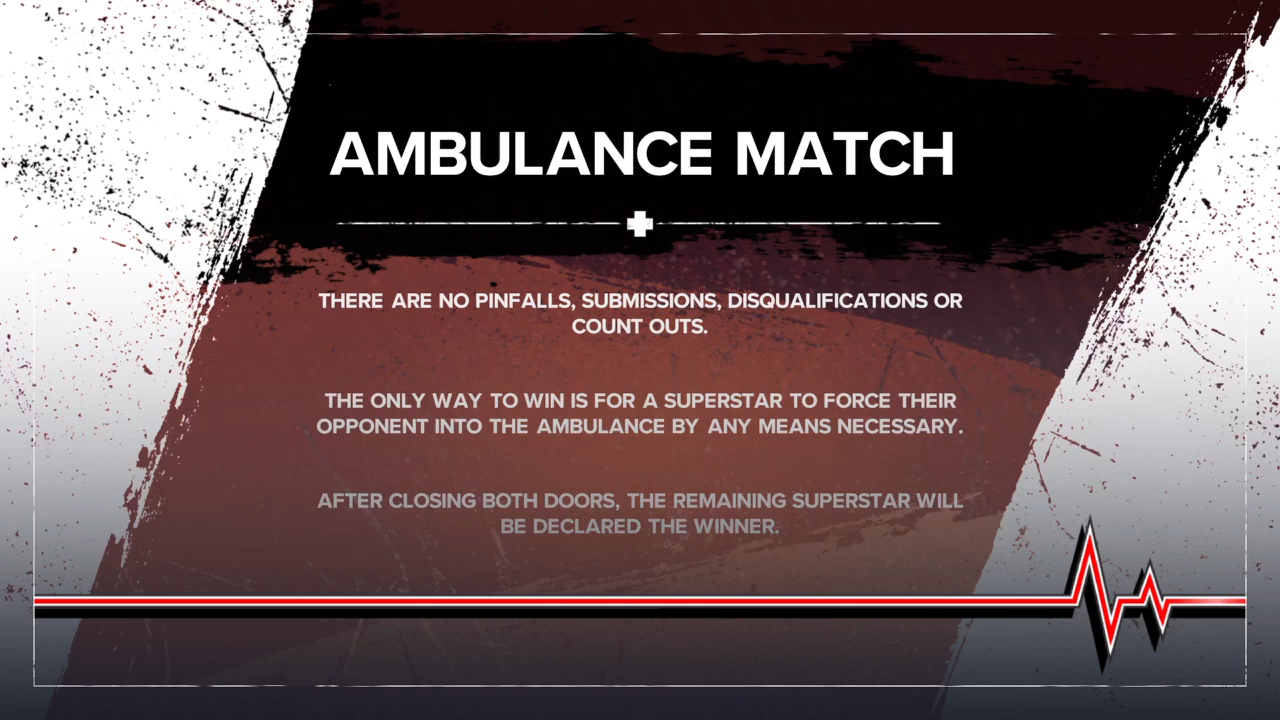 AMBULANCE MATCH
THERE ARE NO PINFALLS, SUBMISSIONS, DISQUALIFICATIONS OR
COUNT OUTS.
THE ONLY WAY TO WIN IS FOR A SUPERSTAR TO FORCE THEIR
OPPONENT INTO THE AMBULANCE BY ANY MEANS NECESSARY.
AFTER CLOSING BOTH DOORS, THE REMAINING SUPERSTAR WILL
BE DECLARED THE WINNER.